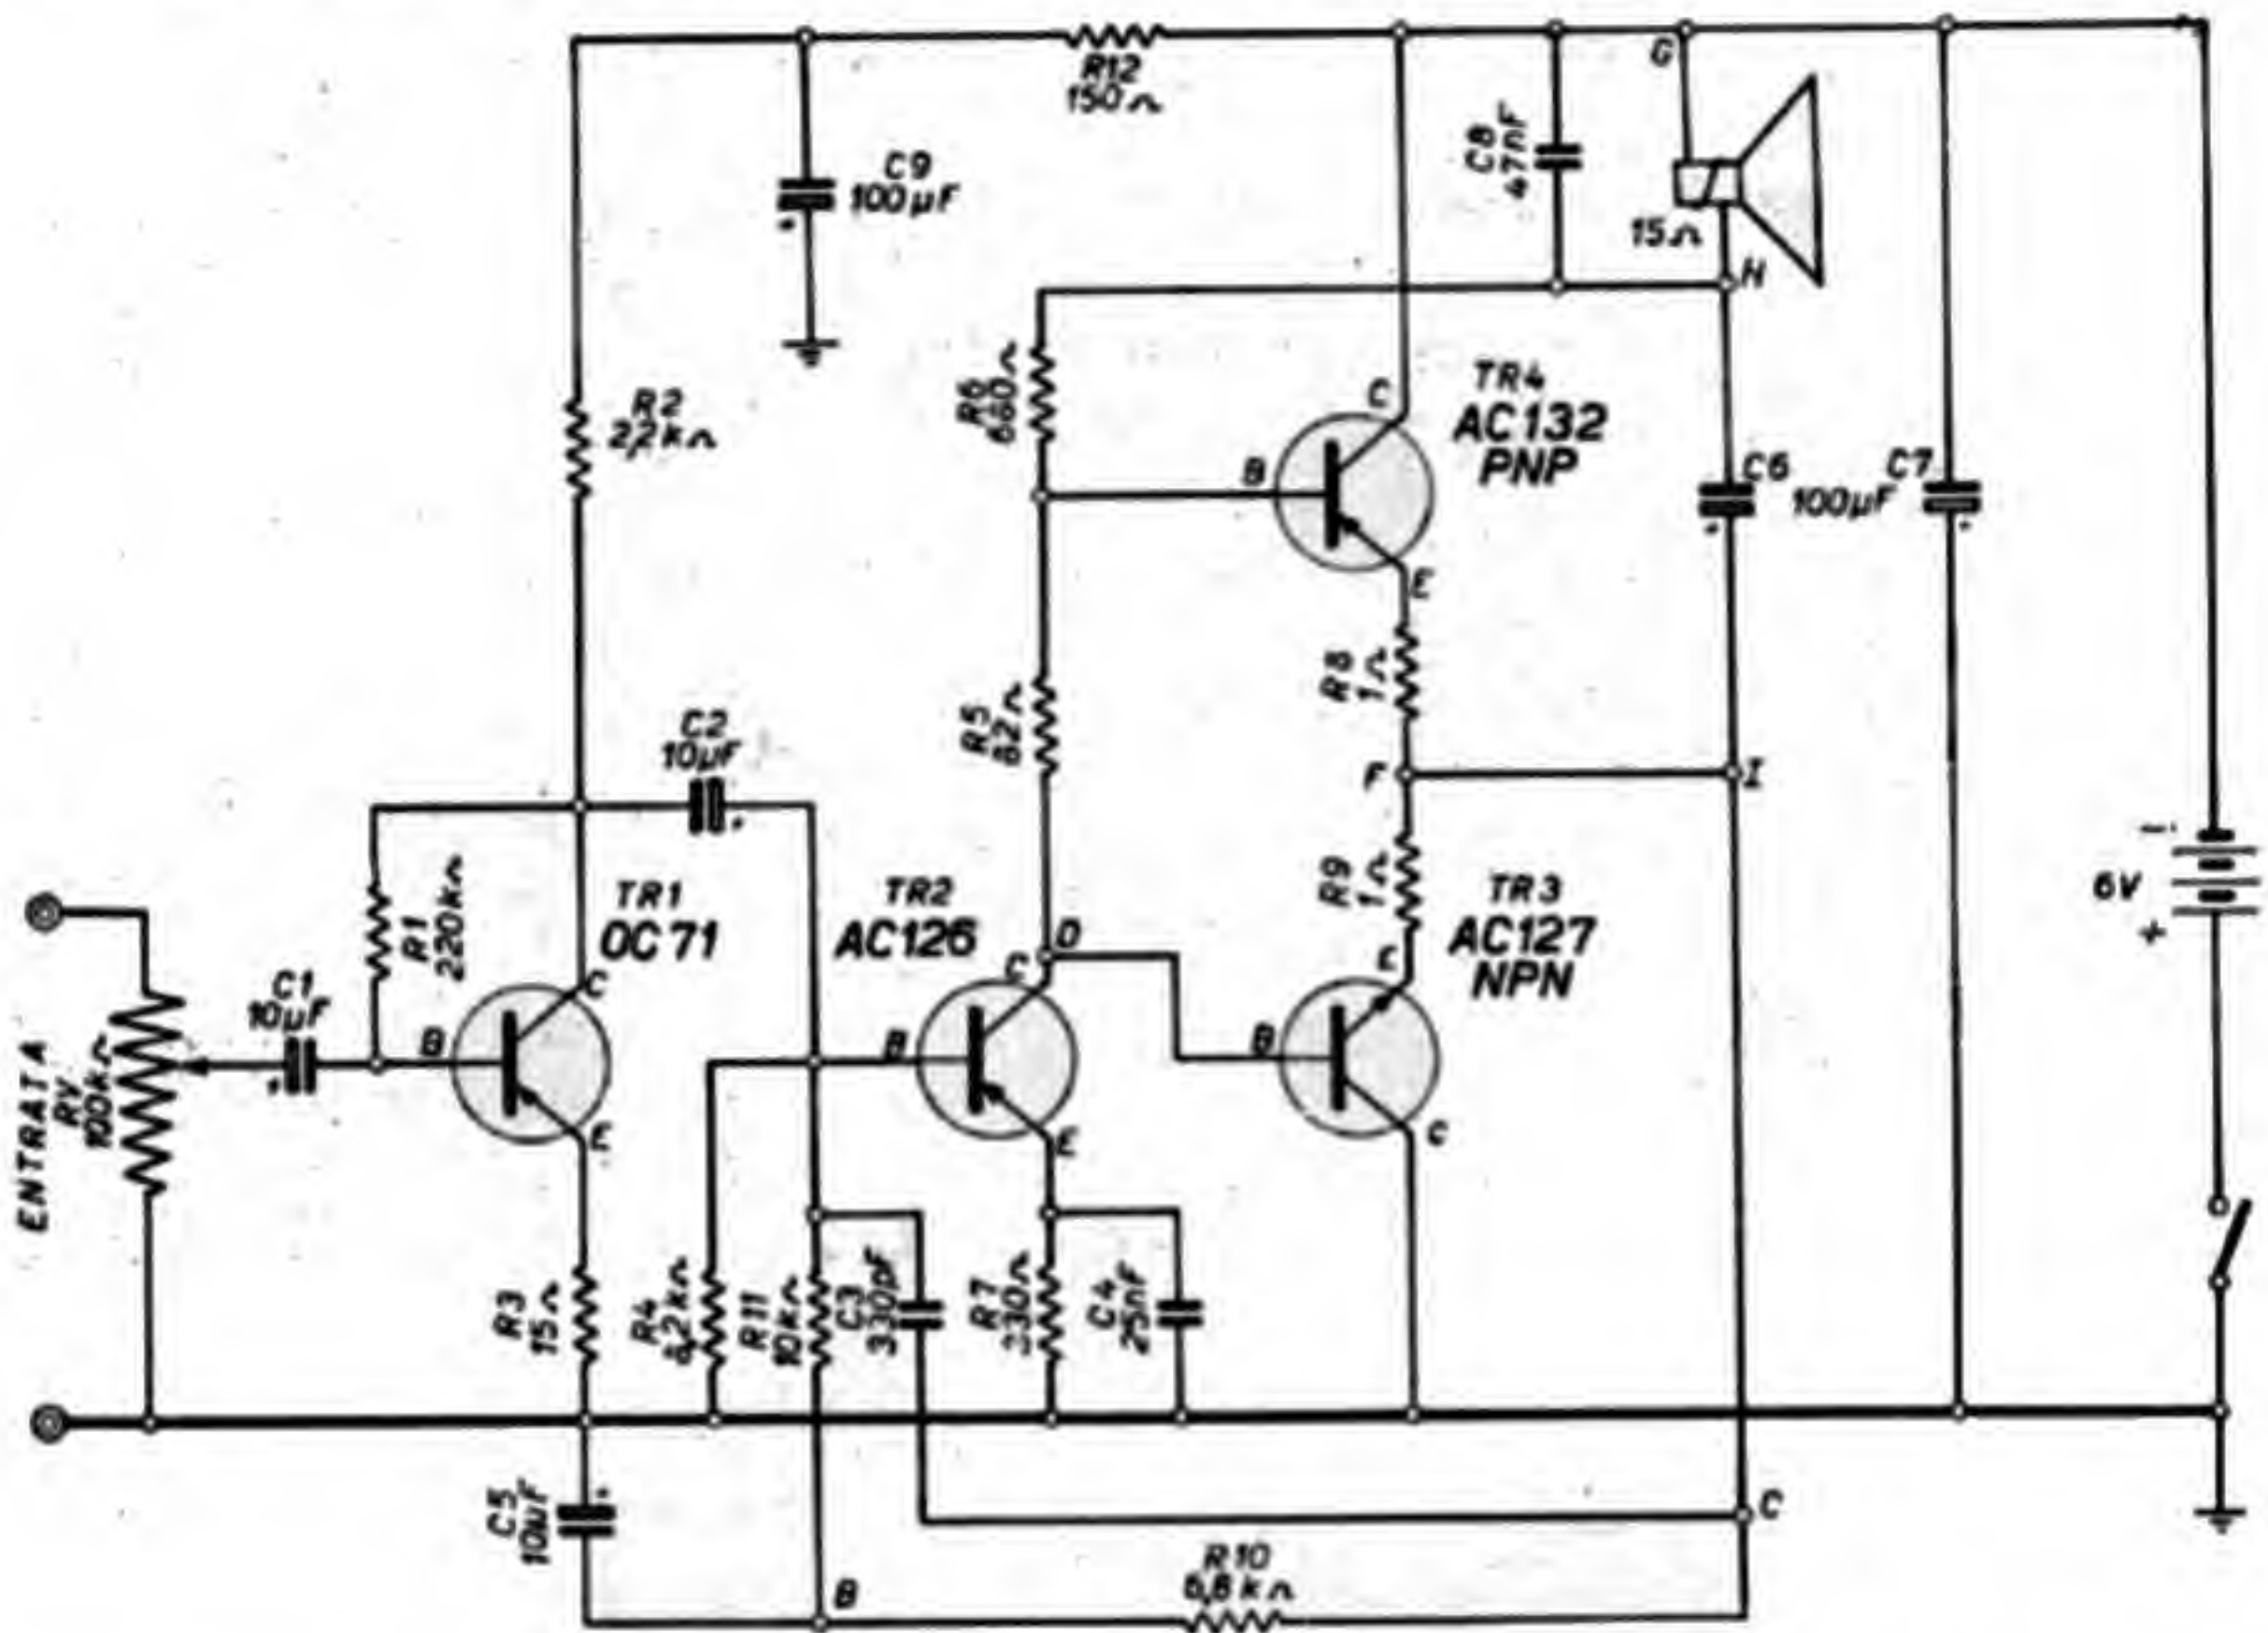 R12
150Ω
G
C9
100µF
C8
47nF
15Ω
H
R2
2,2kΩ
R6
680Ω
C
TR4
AC132
PNP
B
E
C6
100µF
C7
R8
1Ω
C2
10µF
R5
82Ω
F
I
R9
1Ω
6V
−
+
TR1
OC71
TR2
AC126
D
TR3
AC127
NPN
R1
220kΩ
C1
10µF
B
C
E
B
C
E
B
E
C
ENTRATA
RV
100kΩ
R3
15Ω
R4
8,2kΩ
R11
10kΩ
C3
330pF
R7
330Ω
C4
25nF
C5
10µF
B
R10
6,8kΩ
C